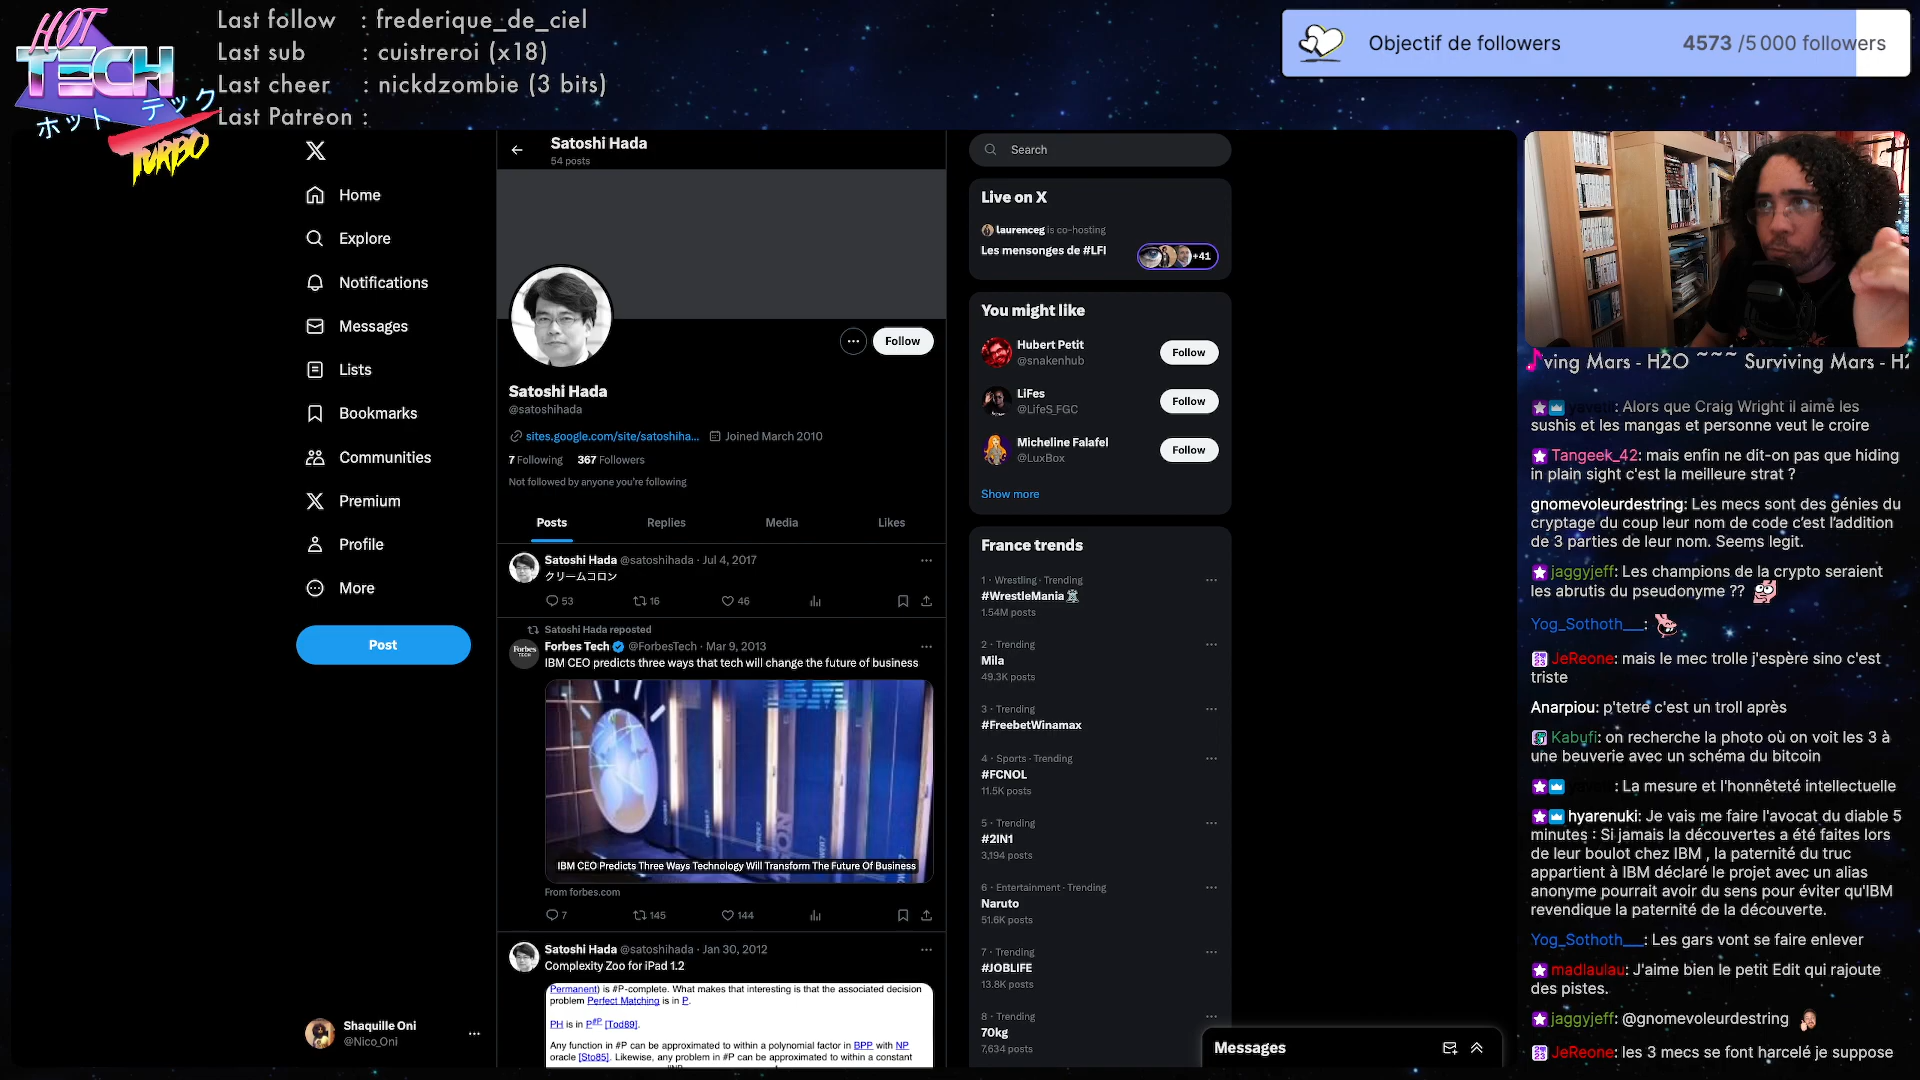 HOT
TECH
ホット テック
TURBO
Last follow : frederique_de_ciel
Last sub : cuistreroi (x18)
Last cheer : nickdzombie (3 bits)
Last Patreon :
Objectif de followers
4573 /5 000 followers
Home
Explore
Notifications
Messages
Lists
Bookmarks
Communities
Premium
Profile
More
Post
Shaquille Oni
@Nico_Oni
Satoshi Hada
54 posts
Follow
Satoshi Hada
@satoshihada
sites.google.com/site/satoshiha... Joined March 2010
7 Following 367 Followers
Not followed by anyone you're following
Posts Replies Media Likes
Satoshi Hada @satoshihada · Jul 4, 2017
クリームコロン
53 16 46
Satoshi Hada reposted
Forbes Tech @ForbesTech · Mar 9, 2013
IBM CEO predicts three ways that tech will change the future of business
IBM CEO Predicts Three Ways Technology Will Transform The Future Of Business
From forbes.com
7 145 144
Satoshi Hada @satoshihada · Jan 30, 2012
Complexity Zoo for iPad 1.2
Permanent) is #P-complete. What makes that interesting is that the associated decision
problem Perfect Matching is in P.
PH is in P#P [Tod89].
Any function in #P can be approximated to within a polynomial factor in BPP with NP
oracle [Sto85]. Likewise, any problem in #P can be approximated to within a constant
Search
Live on X
laurenceg is co-hosting
Les mensonges de #LFI
+41
You might like
Hubert Petit
@snakenhub
Follow
LiFes
@LifeS_FGC
Follow
Micheline Falafel
@LuxBox
Follow
Show more
France trends
1 · Wrestling · Trending
#WrestleMania
1.54M posts
2 · Trending
Mila
49.3K posts
3 · Trending
#FreebetWinamax
4 · Sports · Trending
#FCNOL
11.5K posts
5 · Trending
#2IN1
3,194 posts
6 · Entertainment · Trending
Naruto
51.6K posts
7 · Trending
#JOBLIFE
13.8K posts
8 · Trending
70kg
7,634 posts
Messages
ving Mars - H2O ~~~ Surviving Mars - H2
: Alors que Craig Wright il aime les
sushis et les mangas et personne veut le croire
Tangeek_42: mais enfin ne dit-on pas que hiding
in plain sight c'est la meilleure strat ?
gnomevoleurdestring: Les mecs sont des génies du
cryptage du coup leur nom de code c’est l’addition
de 3 parties de leur nom. Seems legit.
jaggyjeff: Les champions de la crypto seraient
les abrutis du pseudonyme ??
Yog_Sothoth__:
JeReone: mais le mec trolle j'espère sino c'est
triste
Anarpiou: p'tetre c'est un troll après
Kabufi: on recherche la photo où on voit les 3 à
une beuverie avec un schéma du bitcoin
: La mesure et l'honnêteté intellectuelle
hyarenuki: Je vais me faire l'avocat du diable 5
minutes : Si jamais la découvertes a été faites lors
de leur boulot chez IBM , la paternité du truc
appartient à IBM déclaré le projet avec un alias
anonyme pourrait avoir du sens pour éviter qu'IBM
revendique la paternité de la découverte.
Yog_Sothoth__: Les gars vont se faire enlever
madlaulau: J'aime bien le petit Edit qui rajoute
des pistes.
jaggyjeff: @gnomevoleurdestring
JeReone: les 3 mecs se font harcelé je suppose